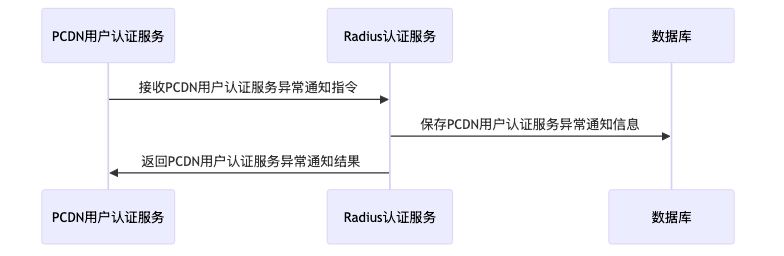 PCDN用户认证服务
Radius认证服务
数据库
接收PCDN用户认证服务异常通知指令
保存PCDN用户认证服务异常通知信息
返回PCDN用户认证服务异常通知结果
PCDN用户认证服务
Radius认证服务
数据库